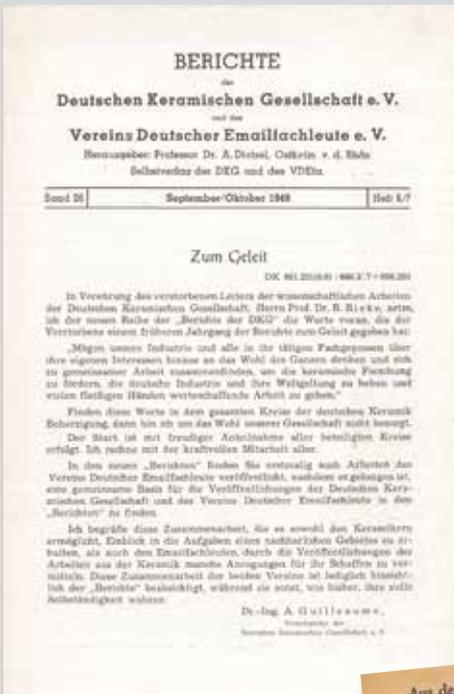 BERICHTE
der
Deutschen Keramischen Gesellschaft e. V.
und des
Vereins Deutscher Emailfachleute e. V.
Herausgeber: Professor Dr. A. Dietzel, Ostheim v. d. Rhön
Selbstverlag der DKG und des VDEfa.
Band 26
September/Oktober 1949
Heft 6/7
Zum Geleit
DK
In Verehrung des verstorbenen Leiters der wissenschaftlichen Arbeiten
der Deutschen Keramischen Gesellschaft, Herrn Prof. Dr. R. Rieke, setze
ich der neuen Reihe der „Berichte der DKG" die Worte voran, die der
Verstorbene einem früheren Jahrgang der Berichte zum Geleit gegeben hat:
„Mögen unsere Industrie und alle in ihr tätigen Fachgenossen über
ihre eigenen Interessen hinaus an das Wohl des Ganzen denken und sich
zu gemeinsamer Arbeit zusammenfinden, um die keramische Forschung
zu fördern, die deutsche Industrie und ihre Weltgeltung zu heben und
vielen fleißigen Händen werteschaffende Arbeit zu geben."
Finden diese Worte in dem gesamten Kreise der deutschen Keramik
Beherzigung, dann bin ich um das Wohl unserer Gesellschaft nicht besorgt.
Der Start ist mit freudiger Anteilnahme aller beteiligten Kreise
erfolgt. Ich rechne mit der kraftvollen Mitarbeit aller.
In den neuen „Berichten" finden Sie erstmalig auch Arbeiten des
Vereins Deutscher Emailfachleute veröffentlicht, nachdem es gelungen ist,
eine gemeinsame Basis für die Veröffentlichungen der Deutschen Kera-
mischen Gesellschaft und des Vereins Deutscher Emailfachleute in den
„Berichten" zu finden.
Ich begrüße diese Zusammenarbeit, die es sowohl den Keramikern
ermöglicht, Einblick in die Aufgaben eines nachbarlichen Gebietes zu er-
halten, als auch den Emailfachleuten, durch die Veröffentlichungen der
Arbeiten aus der Keramik manche Anregungen für ihr Schaffen zu ver-
mitteln. Diese Zusammenarbeit der beiden Vereine ist lediglich hinsicht-
lich der „Berichte" beabsichtigt, während sie sonst, wie bisher, ihre volle
Selbständigkeit wahren.
Dr.-Ing. A. Guilleaume,
Vorsitzender der
Deutschen Keramischen Gesellschaft e. V.
Aus de